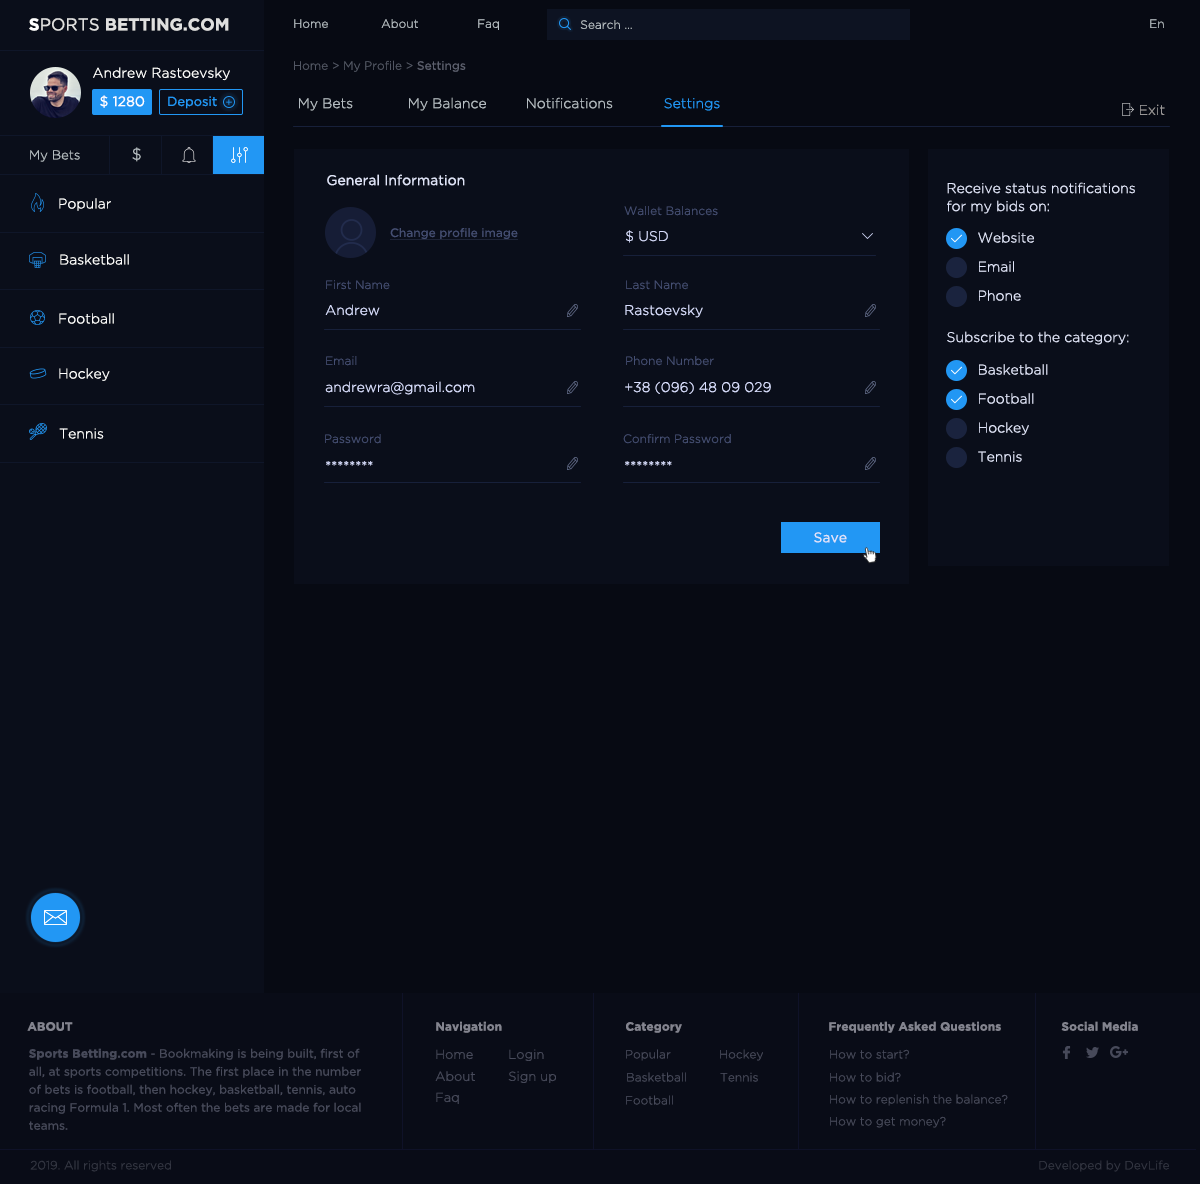 SPORTS BETTING.COM
Home About Faq Search ... En
Andrew Rastoevsky
$ 1280 Deposit
My Bets $
Popular
Basketball
Football
Hockey
Tennis
Home > My Profile > Settings
My Bets My Balance Notifications Settings Exit
General Information
Change profile image
Wallet Balances
$ USD
First Name
Andrew
Last Name
Rastoevsky
Email
andrewra@gmail.com
Phone Number
+38 (096) 48 09 029
Password
********
Confirm Password
********
Save
Receive status notifications
for my bids on:
Website
Email
Phone
Subscribe to the category:
Basketball
Football
Hockey
Tennis
ABOUT
Sports Betting.com - Bookmaking is being built, first of
all, at sports competitions. The first place in the number
of bets is football, then hockey, basketball, tennis, auto
racing Formula 1. Most often the bets are made for local
teams.
Navigation
Home Login
About Sign up
Faq
Category
Popular Hockey
Basketball Tennis
Football
Frequently Asked Questions
How to start?
How to bid?
How to replenish the balance?
How to get money?
Social Media
f G+
2019. All rights reserved
Developed by DevLife